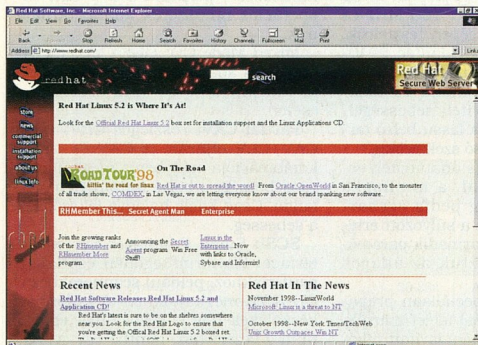 Red Hat Software, Inc. - Microsoft Internet Explorer
File Edit View Go Favorites Help
Back Stop Refresh Home Search Favorites History Channels Fullscreen Mail Print
Address http://www.redhat.com/ Links
redhat
search
Red Hat
Secure Web Server
store
news
commercial
support
installation
support
about us
linux info
Red Hat Linux 5.2 is Where It's At!
Look for the Official Red Hat Linux 5.2 box set for installation support and the Linux Applications CD.
ROAD TOUR'98
hittin' the road for linux
On The Road
Red Hat is out to spread the word! From Oracle OpenWorld in San Francisco, to the monster
of all trade shows, COMDEX, in Las Vegas, we are letting everyone know about our brand spanking new software.
RHMember This... Secret Agent Man Enterprise
Join the growing ranks
of the RHmember and
RHmember More
program.
Announcing the Secret
Agent program. Win Free
Stuff!
Linux in the
Enterprise...Now
with links to Oracle,
Sybase and Informix!
Recent News
Red Hat Software Releases Red Hat Linux 5.2 and
Application CD!
Red Hat's latest is sure to be on the shelves somewhere
near you. Look for the Red Hat Logo to ensure that
you're getting the Offical Red Hat Linux 5.2 boxed set.
Red Hat In The News
November 1998--LinuxWorld
Microsoft: Linux is a threat to NT
October 1998--New York Times/TechWeb
Unix Growth Outpaces Win NT